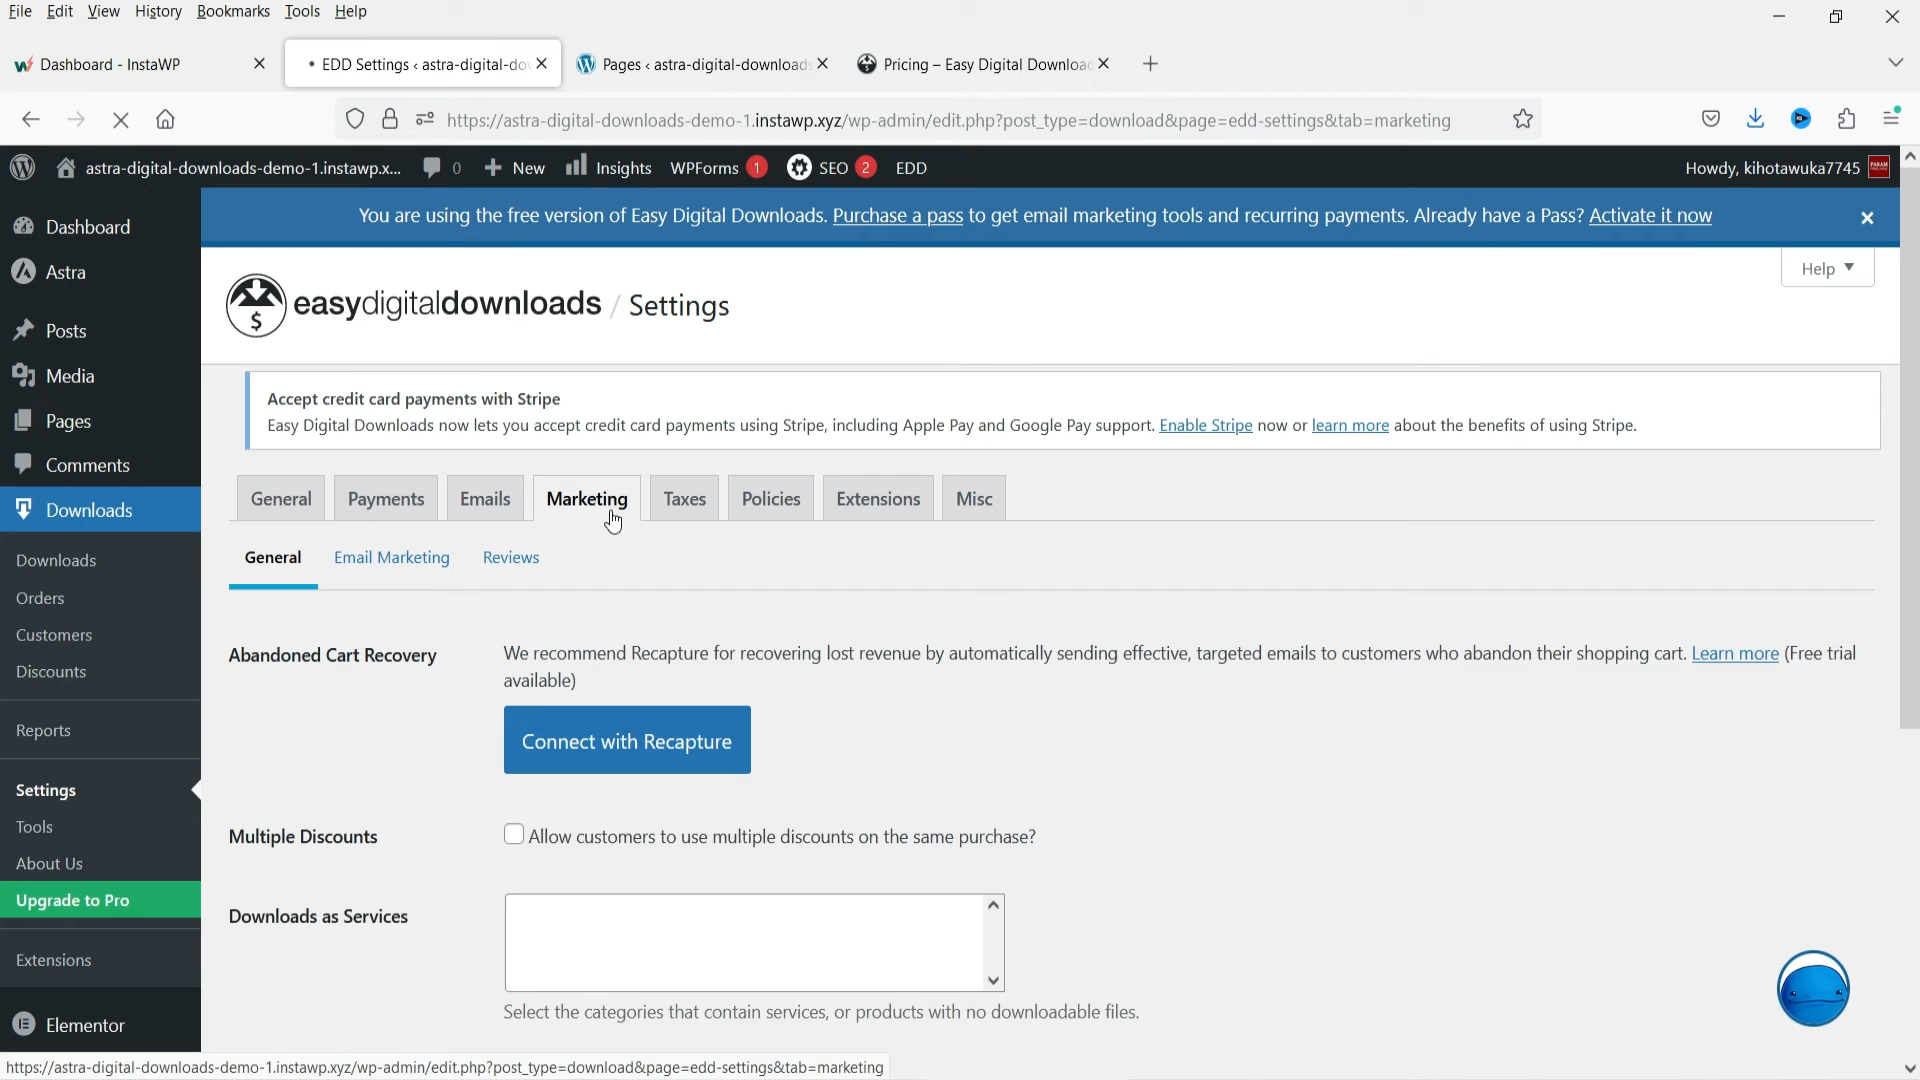 File Edit View History Bookmarks Tools Help
Dashboard - InstaWP
EDD Settings ‹ astra-digital-do
Pages ‹ astra-digital-downloads
Pricing – Easy Digital Downloa
https://astra-digital-downloads-demo-1.instawp.xyz/wp-admin/edit.php?post_type=download&page=edd-settings&tab=marketing
astra-digital-downloads-demo-1.instawp.x... 0 New Insights WPForms 1 SEO 2 EDD Howdy, kihotawuka7745
You are using the free version of Easy Digital Downloads. Purchase a pass to get email marketing tools and recurring payments. Already have a Pass? Activate it now
Dashboard
Astra
Posts
Media
Pages
Comments
Downloads
Downloads
Orders
Customers
Discounts
Reports
Settings
Tools
About Us
Upgrade to Pro
Extensions
Elementor
Help
easydigitaldownloads / Settings
Accept credit card payments with Stripe
Easy Digital Downloads now lets you accept credit card payments using Stripe, including Apple Pay and Google Pay support. Enable Stripe now or learn more about the benefits of using Stripe.
General Payments Emails Marketing Taxes Policies Extensions Misc
General Email Marketing Reviews
Abandoned Cart Recovery
We recommend Recapture for recovering lost revenue by automatically sending effective, targeted emails to customers who abandon their shopping cart. Learn more (Free trial
available)
Connect with Recapture
Multiple Discounts
Allow customers to use multiple discounts on the same purchase?
Downloads as Services
Select the categories that contain services, or products with no downloadable files.
https://astra-digital-downloads-demo-1.instawp.xyz/wp-admin/edit.php?post_type=download&page=edd-settings&tab=marketing